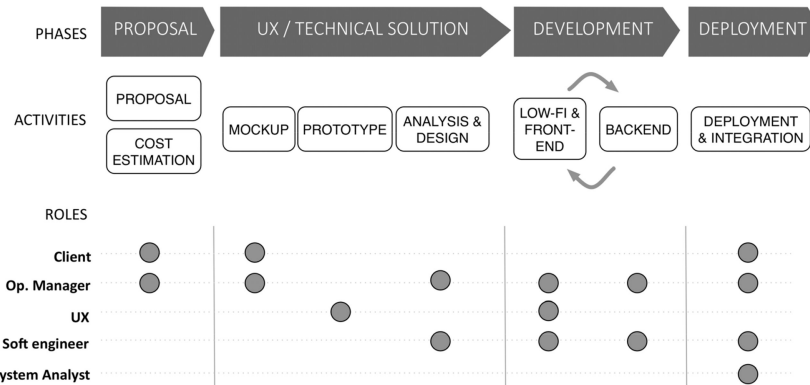 PHASES
PROPOSAL
UX / TECHNICAL SOLUTION
DEVELOPMENT
DEPLOYMENT
ACTIVITIES
PROPOSAL
COST
ESTIMATION
MOCKUP
PROTOTYPE
ANALYSIS &
DESIGN
LOW-FI &
FRONT-
END
BACKEND
DEPLOYMENT
& INTEGRATION
ROLES
Client
Op. Manager
UX
Soft engineer
ystem Analyst